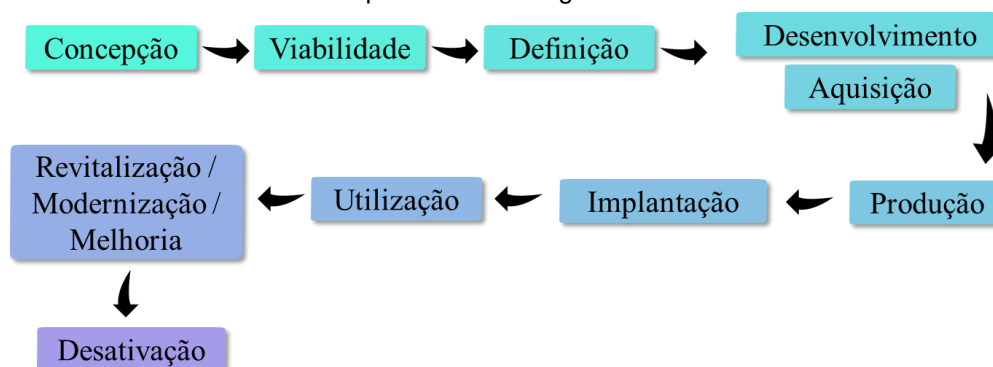 Concepção
Viabilidade
Definição
Desenvolvimento
Aquisição
Produção
Implantação
Utilização
Revitalização /
Modernização /
Melhoria
Desativação